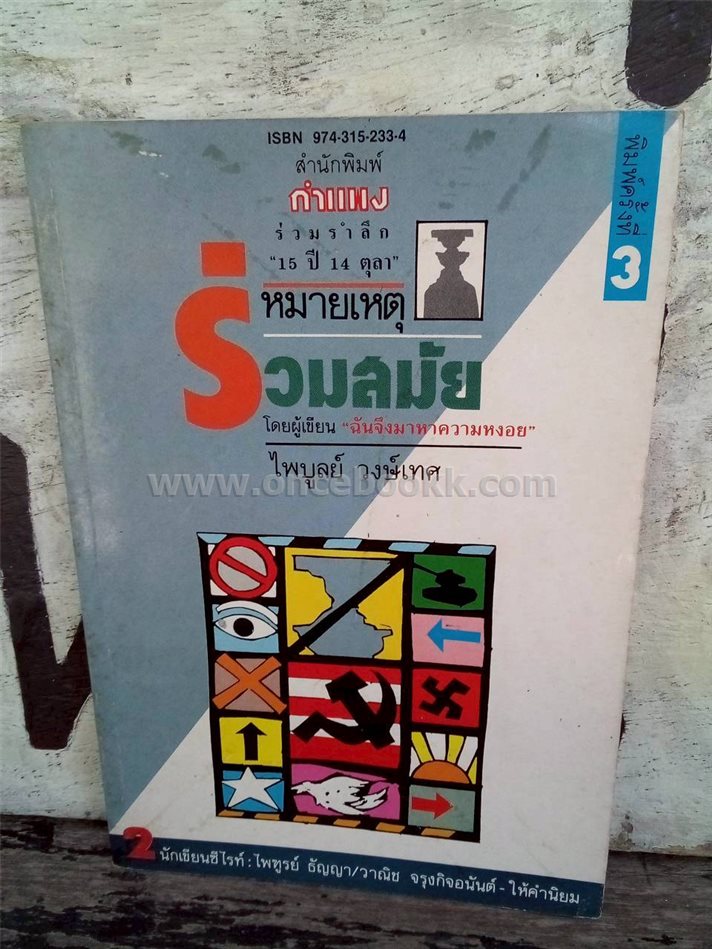 ISBN 974-315-233-4
สำนักพิมพ์
กำแพง
ร่วมรำลึก
"15 ปี 14 ตุลา"
หมายเหตุ
ร่วมสมัย
โดยผู้เขียน "ฉันจึงมาหาความหงอย"
ไพบูลย์ วงษ์เทศ
www.oncebookk.com
พิมพ์ครั้งที่
3
2 นักเขียนซีไรท์ : ไพฑูรย์ ธัญญา/วาณิช จรุงกิจอนันต์ - ให้คำนิยม